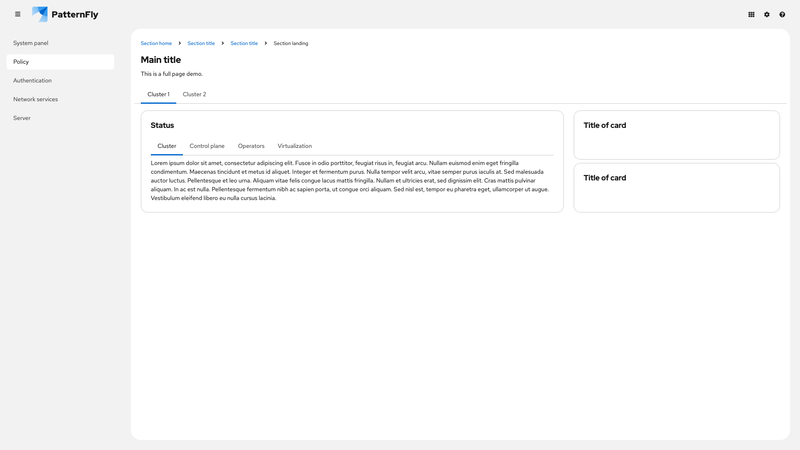 PatternFly
System panel
Policy
Authentication
Network services
Server
Section home Section title Section title Section landing
Main title
This is a full page demo.
Cluster 1 Cluster 2
Status
Cluster Control plane Operators Virtualization
Lorem ipsum dolor sit amet, consectetur adipiscing elit. Fusce in odio porttitor, feugiat risus in, feugiat arcu. Nullam euismod enim eget fringilla
condimentum. Maecenas tincidunt et metus id aliquet. Integer et fermentum purus. Nulla tempor velit arcu, vitae semper purus iaculis at. Sed malesuada
auctor luctus. Pellentesque et leo urna. Aliquam vitae felis congue lacus mattis fringilla. Nullam et ultricies erat, sed dignissim elit. Cras mattis pulvinar
aliquam. In ac est nulla. Pellentesque fermentum nibh ac sapien porta, ut congue orci aliquam. Sed nisl est, tempor eu pharetra eget, ullamcorper ut augue.
Vestibulum eleifend libero eu nulla cursus lacinia.
Title of card
Title of card